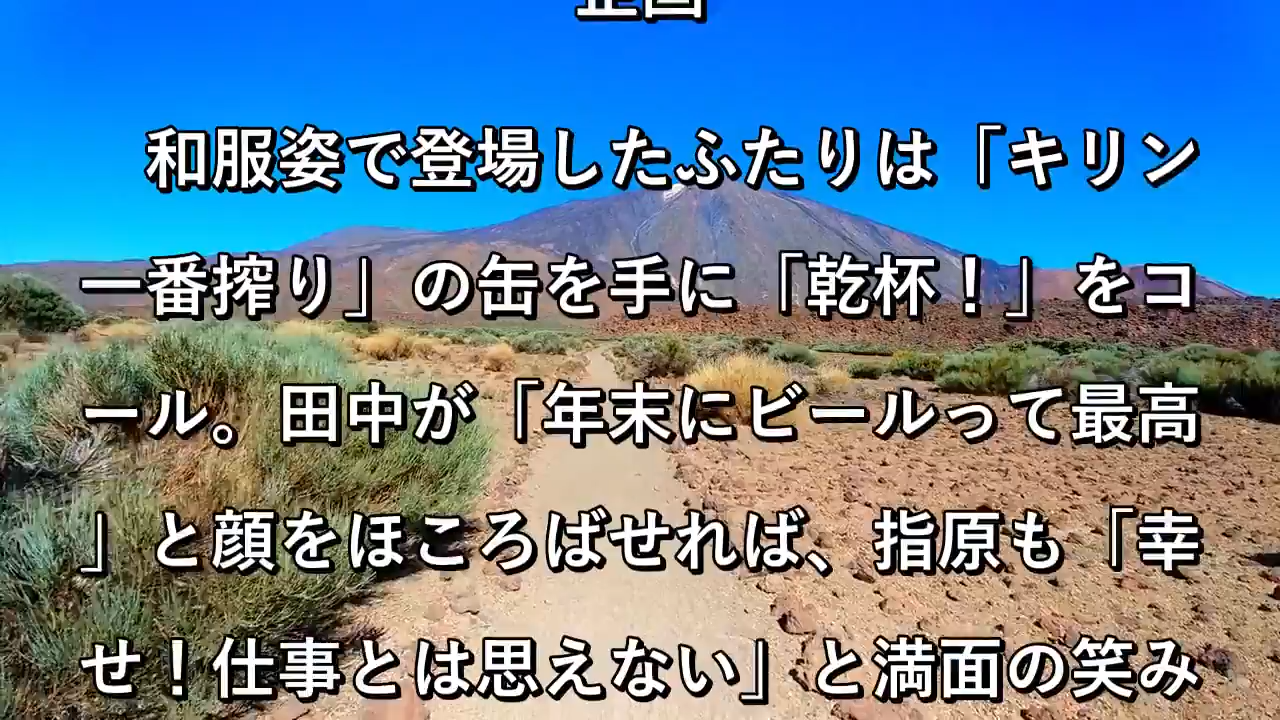 企画
和服姿で登場したふたりは「キリン
一番搾り」の缶を手に「乾杯！」をコ
ール。田中が「年末にビールって最高
」と顔をほころばせれば、指原も「幸
せ！仕事とは思えない」と満面の笑み